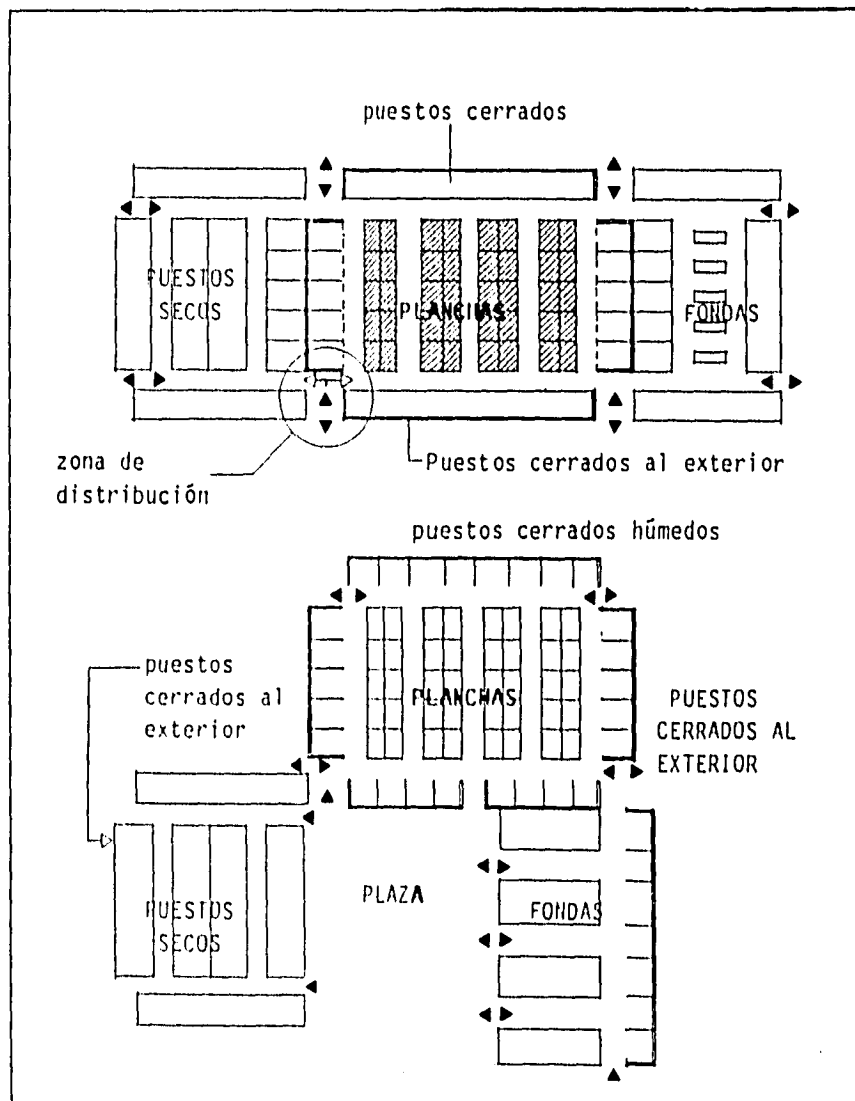 puestos cerrados
PUESTOS
SECOS
PLANCHAS
FONDAS
zona de
distribución
Puestos cerrados al exterior
puestos cerrados húmedos
puestos
cerrados al
exterior
PLANCHAS
PUESTOS
CERRADOS AL
EXTERIOR
PUESTOS
SECOS
PLAZA
FONDAS